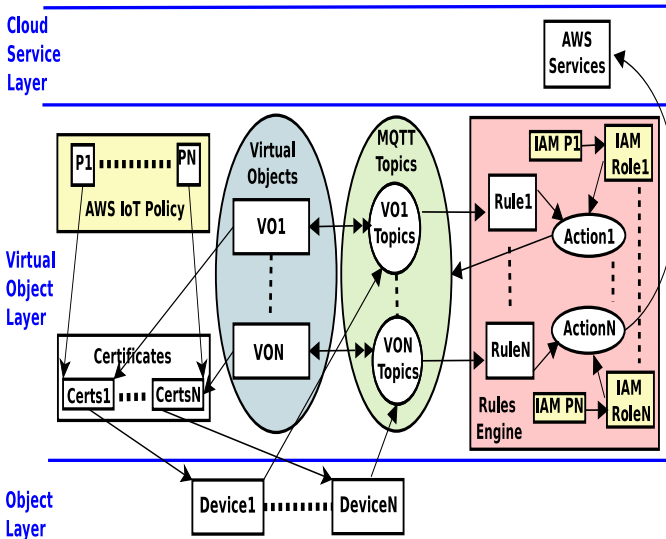 Cloud
Service
Layer
AWS
Services
P1
PN
AWS IoT Policy
Virtual
Objects
MQTT
Topics
IAM P1
IAM
Role1
VO1
VO1
Topics
Rule1
Action1
Virtual
Object
Layer
Certificates
Certs1
CertsN
VON
VON
Topics
RuleN
ActionN
IAM PN
IAM
RoleN
Rules
Engine
Object
Layer
Device1
DeviceN